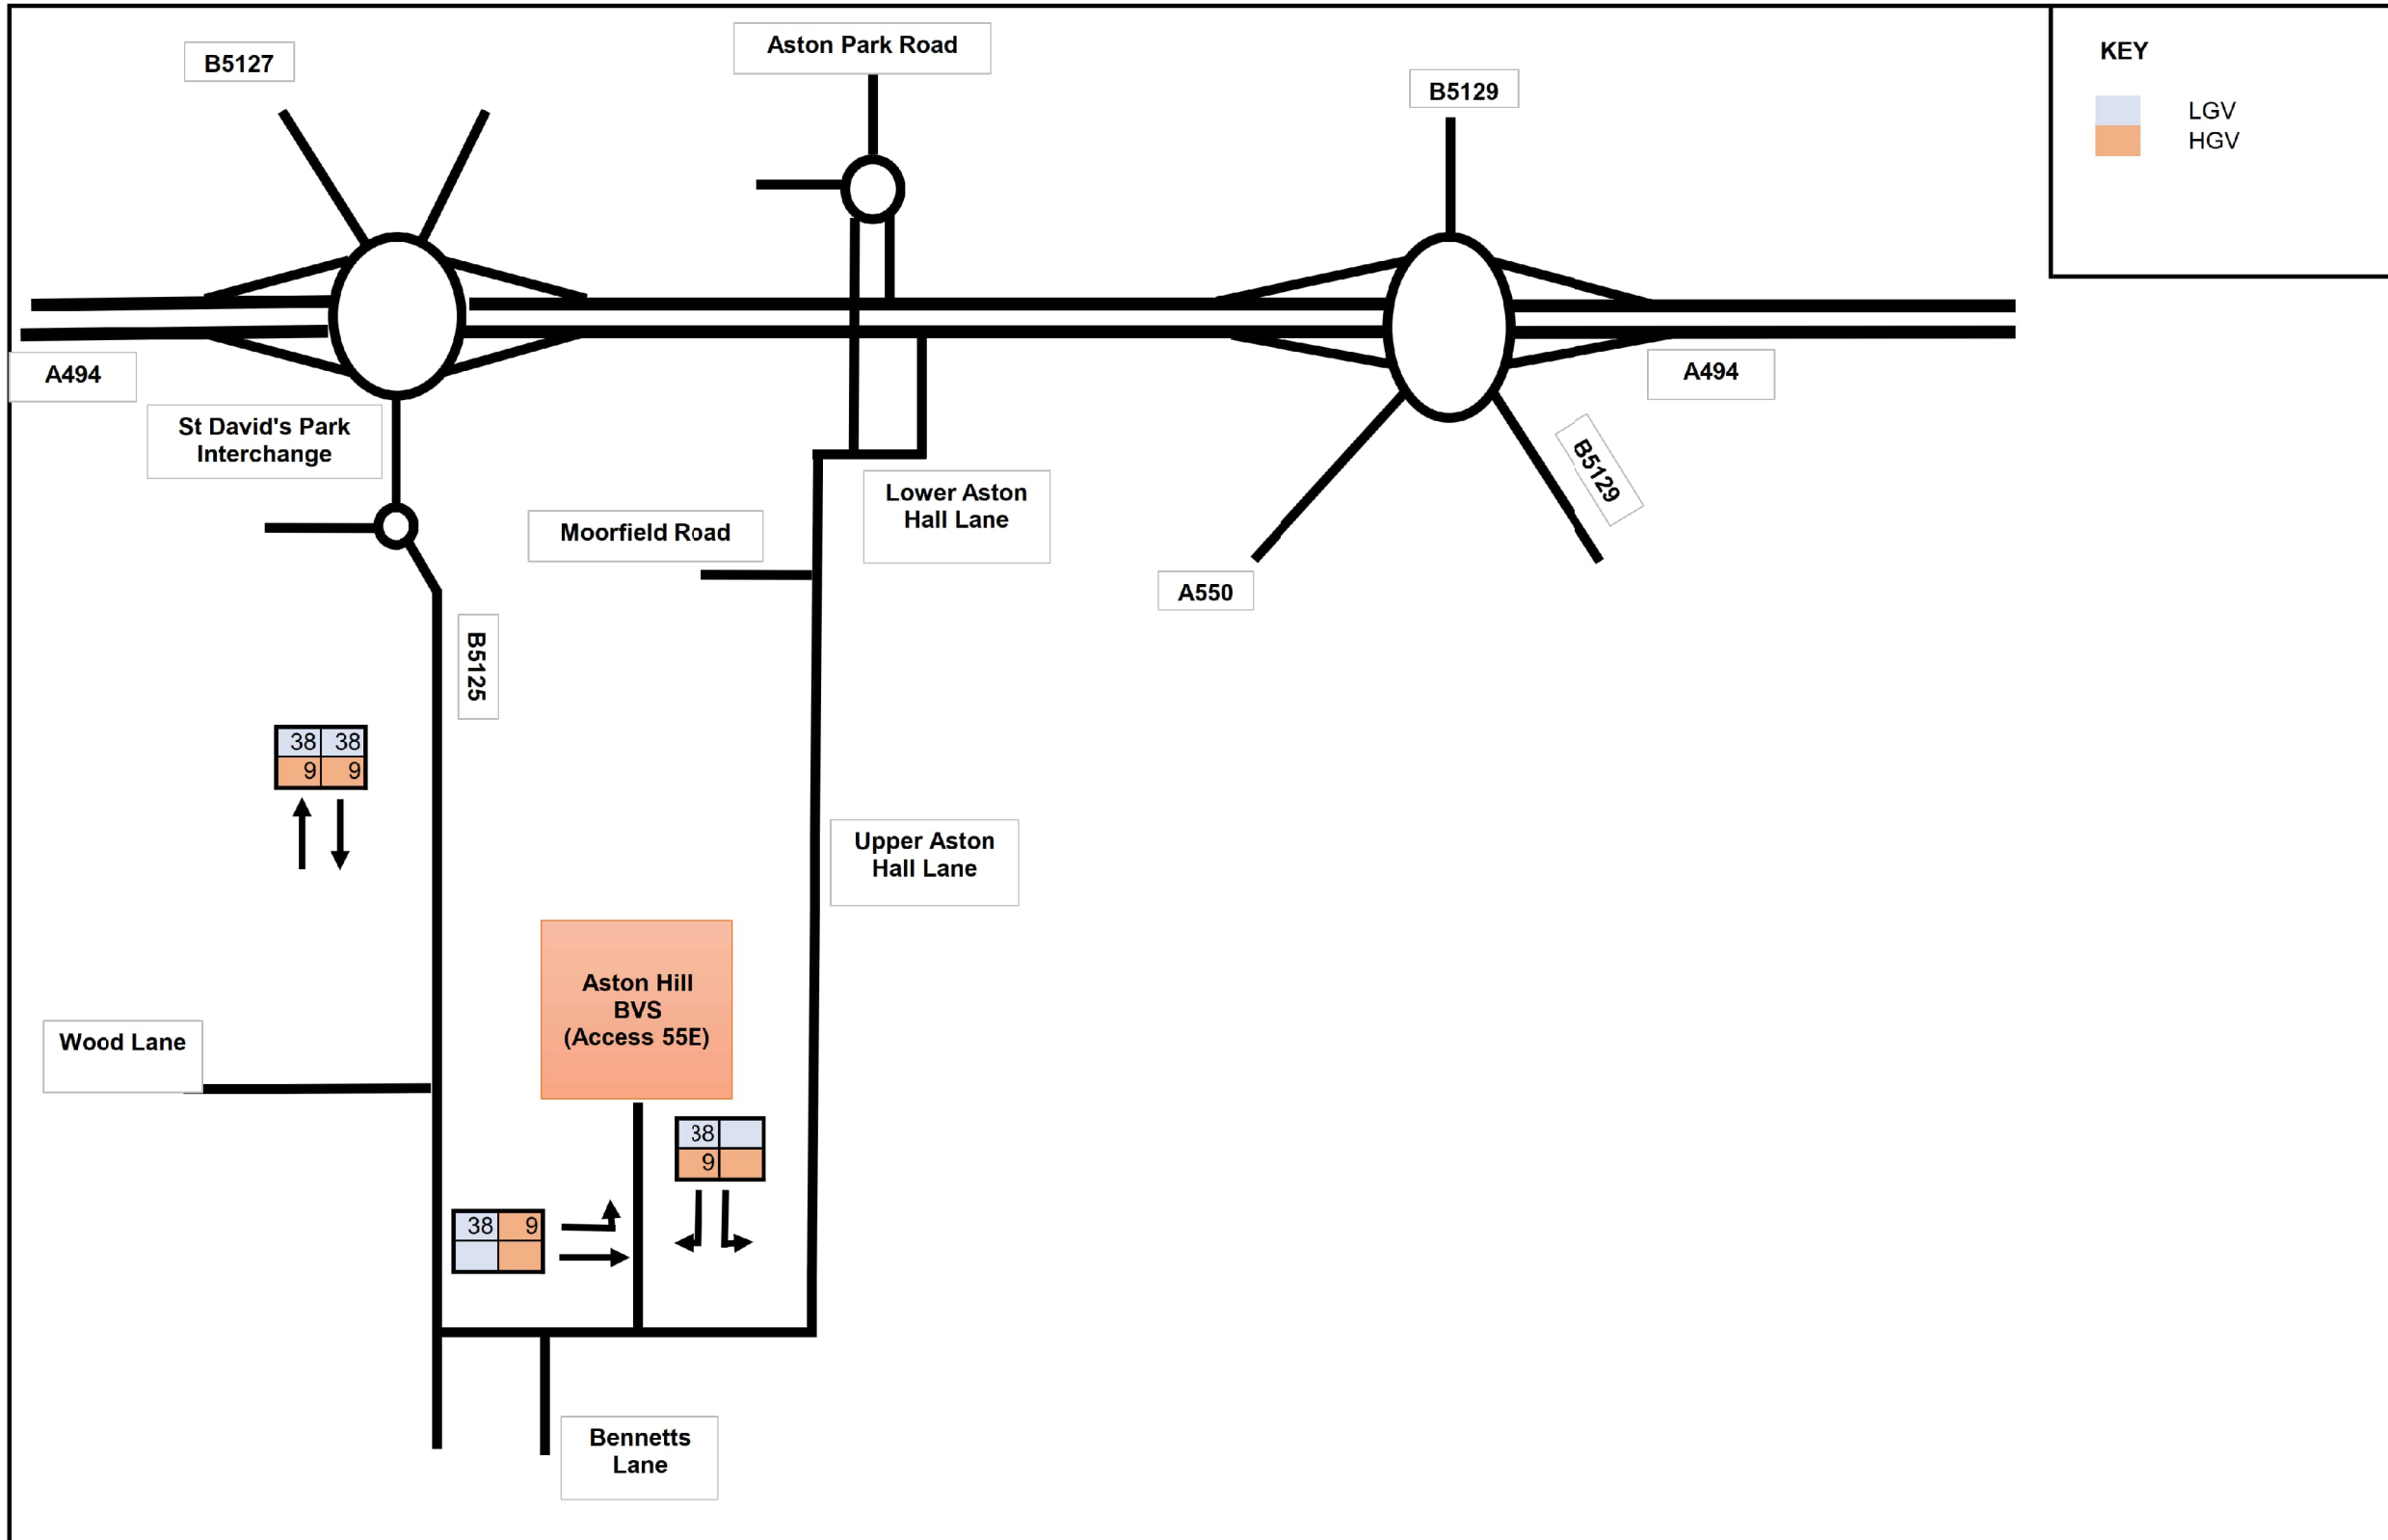 B5127
Aston Park Road
B5129
KEY
LGV
HGV
A494
A494
St David's Park
Interchange
B5129
Lower Aston
Hall Lane
Moorfield Road
A550
B5125
38 38
9 9
Upper Aston
Hall Lane
Aston Hill
BVS
(Access 55E)
Wood Lane
38
9
38 9
Bennetts
Lane